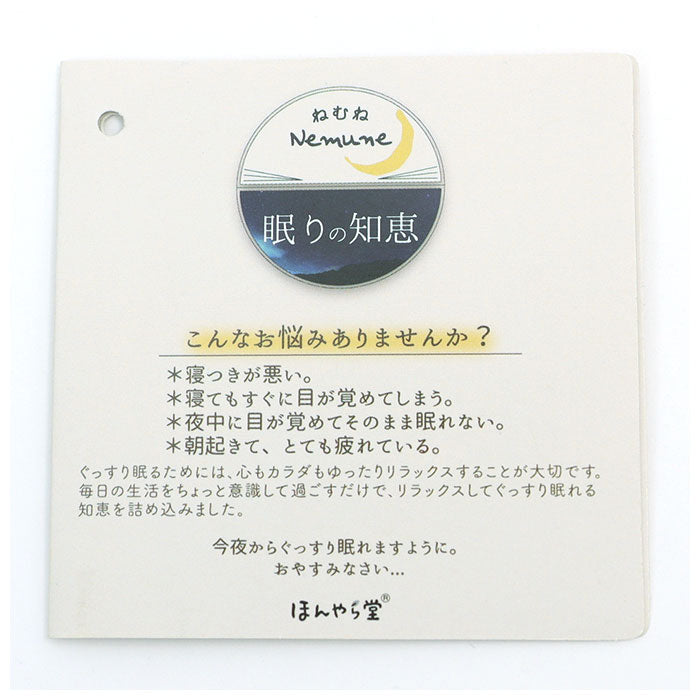 ねむね
Nemune
眠りの知恵
こんなお悩みありませんか？
＊寝つきが悪い。
＊寝てもすぐに目が覚めてしまう。
＊夜中に目が覚めてそのまま眠れない。
＊朝起きて、とても疲れている。
ぐっすり眠るためには、心もカラダもゆったりリラックスすることが大切です。
毎日の生活をちょっと意識して過ごすだけで、リラックスしてぐっすり眠れる
知恵を詰め込みました。
今夜からぐっすり眠れますように。
おやすみなさい…
ほんやら堂®